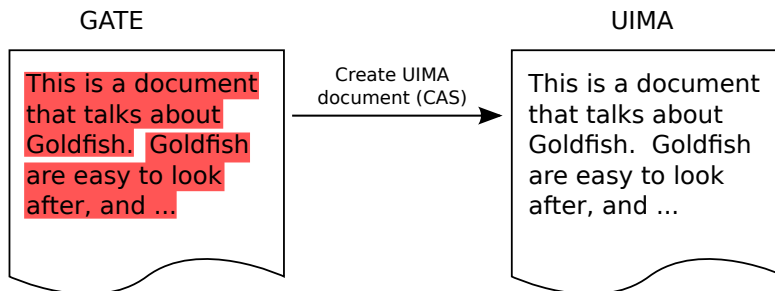 GATE
This is a document
that talks about
Goldfish.  Goldfish
are easy to look
after, and ...
Create UIMA
document (CAS)
UIMA
This is a document
that talks about
Goldfish.  Goldfish
are easy to look
after, and ...